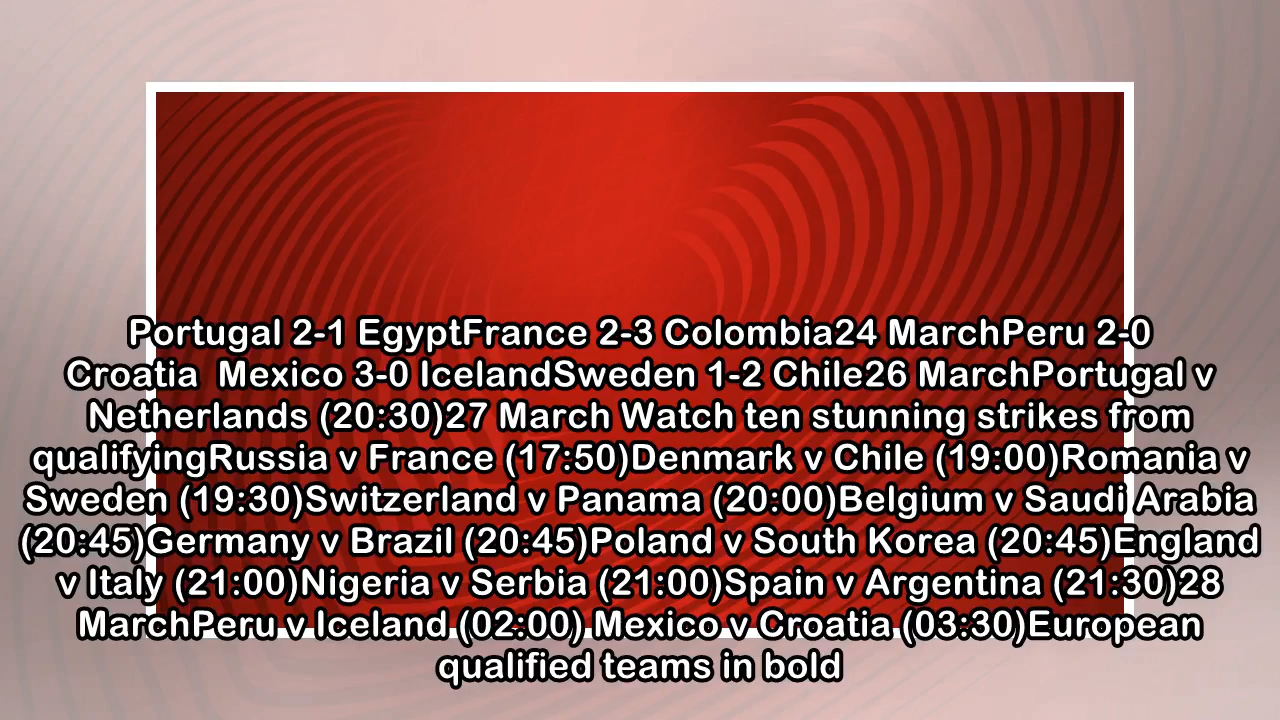 Portugal 2-1 EgyptFrance 2-3 Colombia24 MarchPeru 2-0
Croatia  Mexico 3-0 IcelandSweden 1-2 Chile26 MarchPortugal v
Netherlands (20:30)27 March Watch ten stunning strikes from
qualifyingRussia v France (17:50)Denmark v Chile (19:00)Romania v
Sweden (19:30)Switzerland v Panama (20:00)Belgium v Saudi Arabia
(20:45)Germany v Brazil (20:45)Poland v South Korea (20:45)England
v Italy (21:00)Nigeria v Serbia (21:00)Spain v Argentina (21:30)28
MarchPeru v Iceland (02:00) Mexico v Croatia (03:30)European
qualified teams in bold